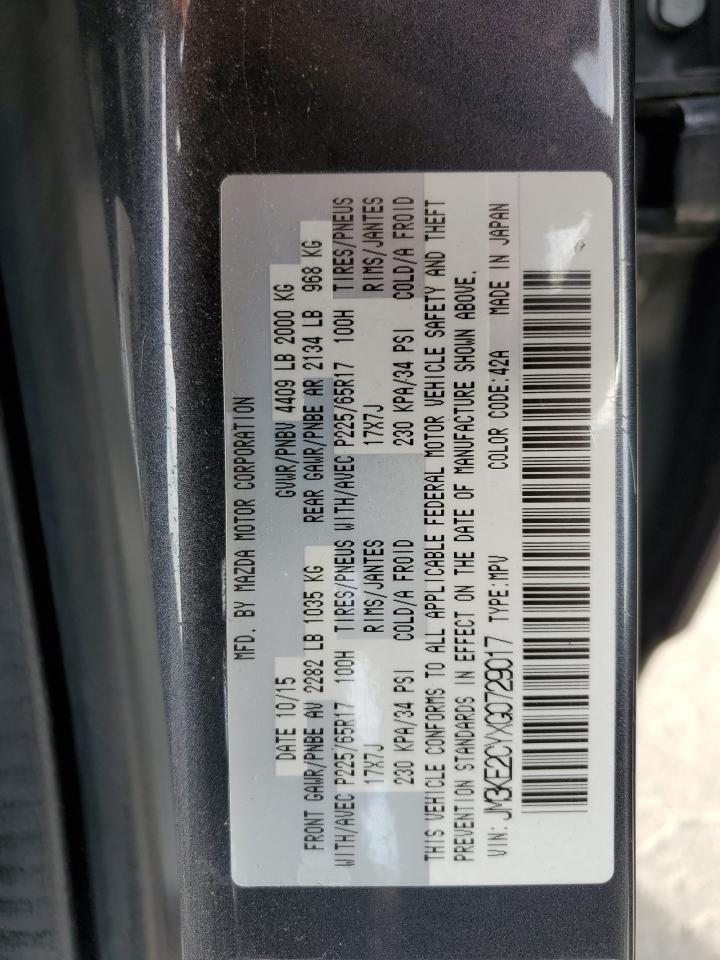 MFD. BY MAZDA MOTOR CORPORATION
DATE 10/15 GVWR/PNBV 4409 LB 2000 KG
FRONT GAWR/PNBE AV 2282 LB 1035 KG REAR GAWR/PNBE AR 2134 LB 968 KG
WITH/AVEC P225/65R17 100H TIRES/PNEUS WITH/AVEC P225/65R17 100H TIRES/PNEUS
17X7J RIMS/JANTES 17X7J RIMS/JANTES
230 KPA/34 PSI COLD/A FROID 230 KPA/34 PSI COLD/A FROID
THIS VEHICLE CONFORMS TO ALL APPLICABLE FEDERAL MOTOR VEHICLE SAFETY AND THEFT
PREVENTION STANDARDS IN EFFECT ON THE DATE OF MANUFACTURE SHOWN ABOVE.
VIN: JM3KE2CYXG0729017 TYPE:MPV COLOR CODE:42A MADE IN JAPAN